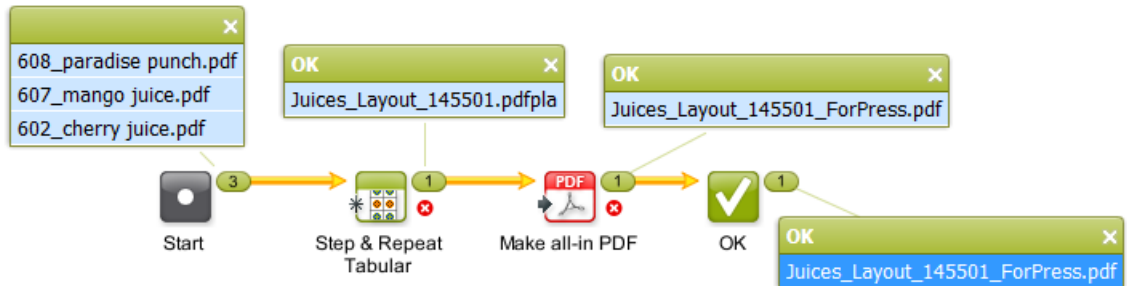 ×
608_paradise punch.pdf
607_mango juice.pdf
602_cherry juice.pdf
OK ×
Juices_Layout_145501.pdfpla
OK ×
Juices_Layout_145501_ForPress.pdf
3
1
PDF
1
1
Start
Step & Repeat
Tabular
Make all-in PDF
OK
OK ×
Juices_Layout_145501_ForPress.pdf